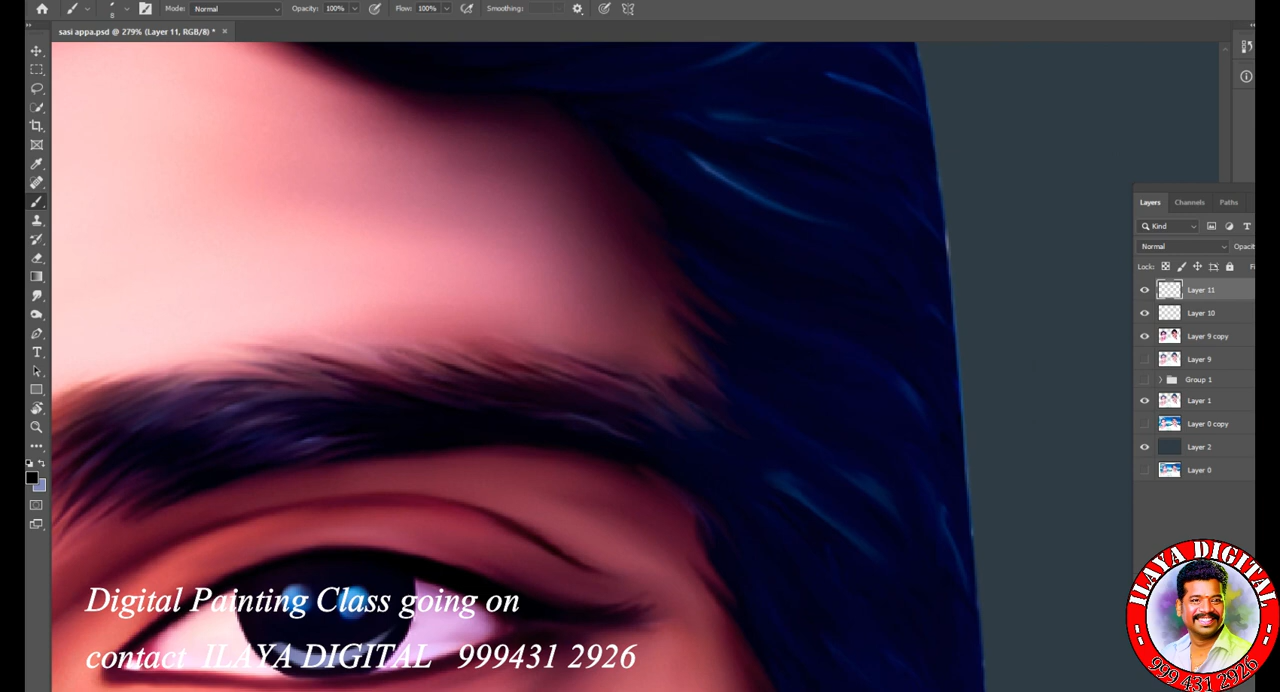 Mode: Normal Opacity: 100% Flow: 100% Smoothing:
sasi appa.psd @ 279% (Layer 11, RGB/8) * ×
Layers Channels Paths
Kind
Normal Opacit
Lock: Fi
Layer 11
Layer 10
Layer 9 copy
Layer 9
Group 1
Layer 1
Layer 0 copy
Layer 2
Layer 0
Digital Painting Class going on
contact ILAYA DIGITAL 999431 2926
ILAYA DIGITAL
999 431 2926